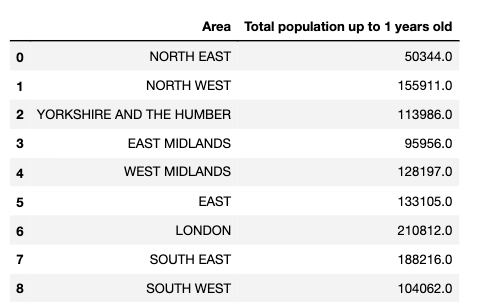 Area Total population up to 1 years old
0 NORTH EAST 50344.0
1 NORTH WEST 155911.0
2 YORKSHIRE AND THE HUMBER 113986.0
3 EAST MIDLANDS 95956.0
4 WEST MIDLANDS 128197.0
5 EAST 133105.0
6 LONDON 210812.0
7 SOUTH EAST 188216.0
8 SOUTH WEST 104062.0